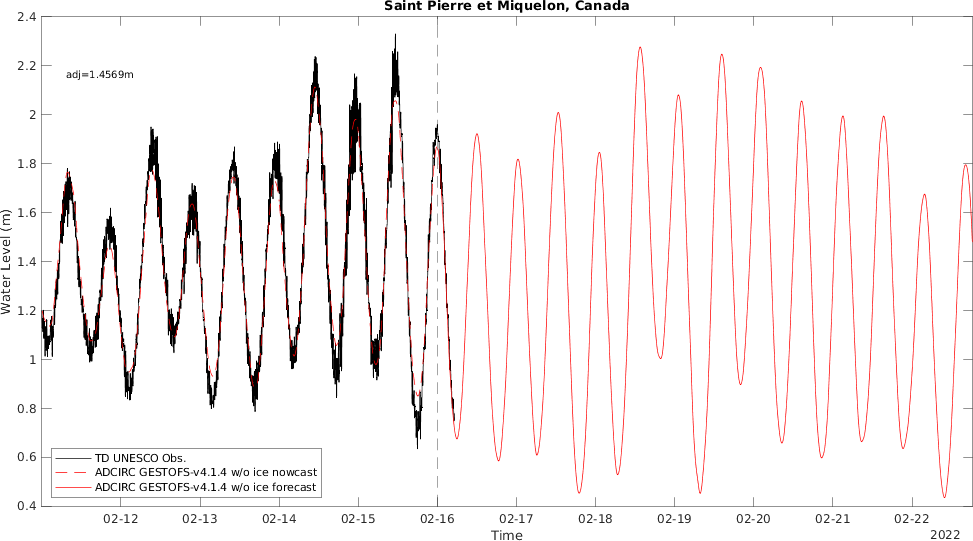 Saint Pierre et Miquelon, Canada
adj=1.4569m
2.4
2.2
2
1.8
1.6
1.4
1.2
1
0.8
0.6
0.4
Water Level (m)
TD UNESCO Obs.
ADCIRC GESTOFS-v4.1.4 w/o ice nowcast
ADCIRC GESTOFS-v4.1.4 w/o ice forecast
02-12 02-13 02-14 02-15 02-16 02-17 02-18 02-19 02-20 02-21 02-22
Time
2022